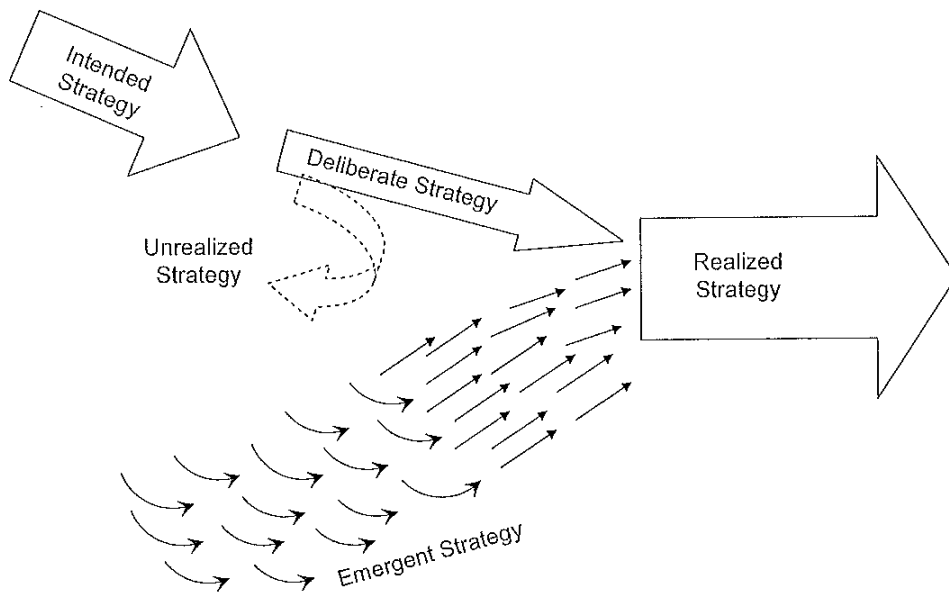 Intended
Strategy
Deliberate Strategy
Unrealized
Strategy
Realized
Strategy
Emergent Strategy